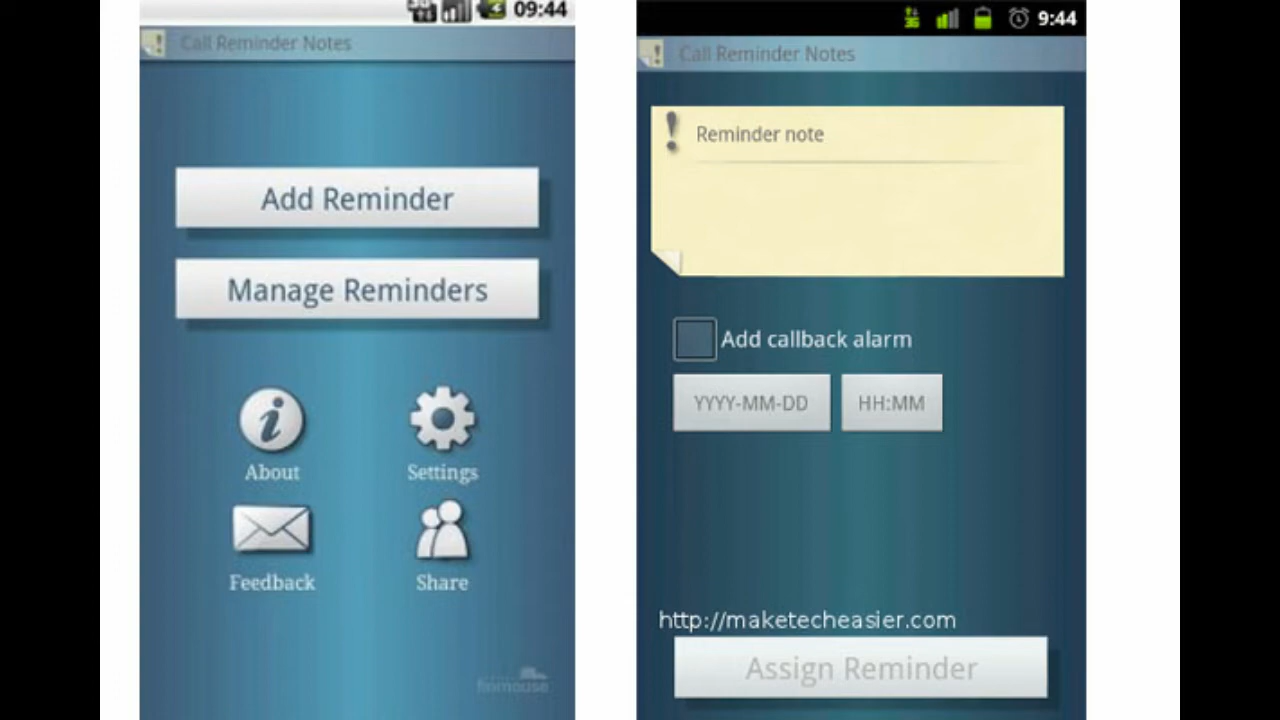 09:44
Call Reminder Notes
Add Reminder
Manage Reminders
About
Settings
Feedback
Share
finmouse
9:44
Call Reminder Notes
Reminder note
Add callback alarm
YYYY-MM-DD
HH:MM
http://maketecheasier.com
Assign Reminder